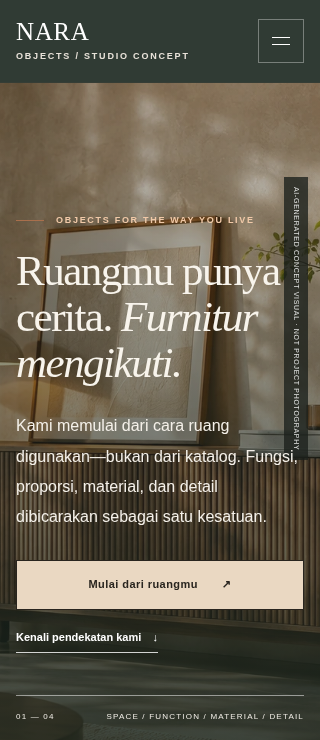 NARA
OBJECTS / STUDIO CONCEPT
OBJECTS FOR THE WAY YOU LIVE
Ruangmu punya
cerita. Furnitur
mengikuti.
AI-GENERATED CONCEPT VISUAL · NOT PROJECT PHOTOGRAPHY
Kami memulai dari cara ruang
digunakan—bukan dari katalog. Fungsi,
proporsi, material, dan detail
dibicarakan sebagai satu kesatuan.
Mulai dari ruangmu ↗
Kenali pendekatan kami ↓
01 — 04
SPACE / FUNCTION / MATERIAL / DETAIL